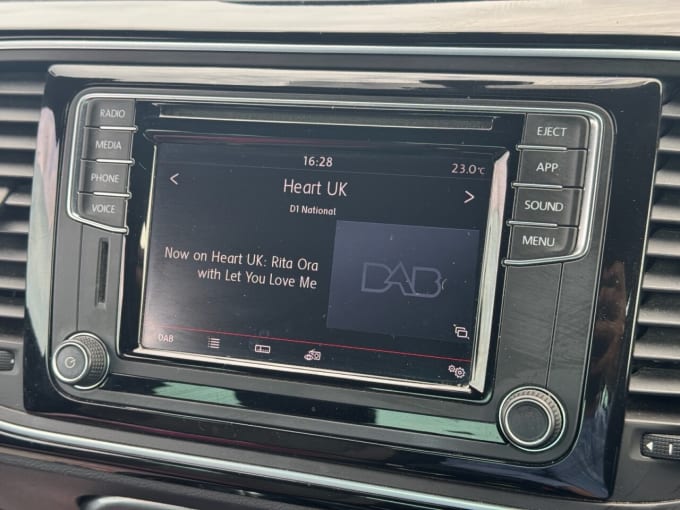 RADIO
MEDIA
PHONE
VOICE
16:28
23.0°C
Heart UK
D1 National
Now on Heart UK: Rita Ora
with Let You Love Me
DAB
DAB
EJECT
APP
SOUND
MENU